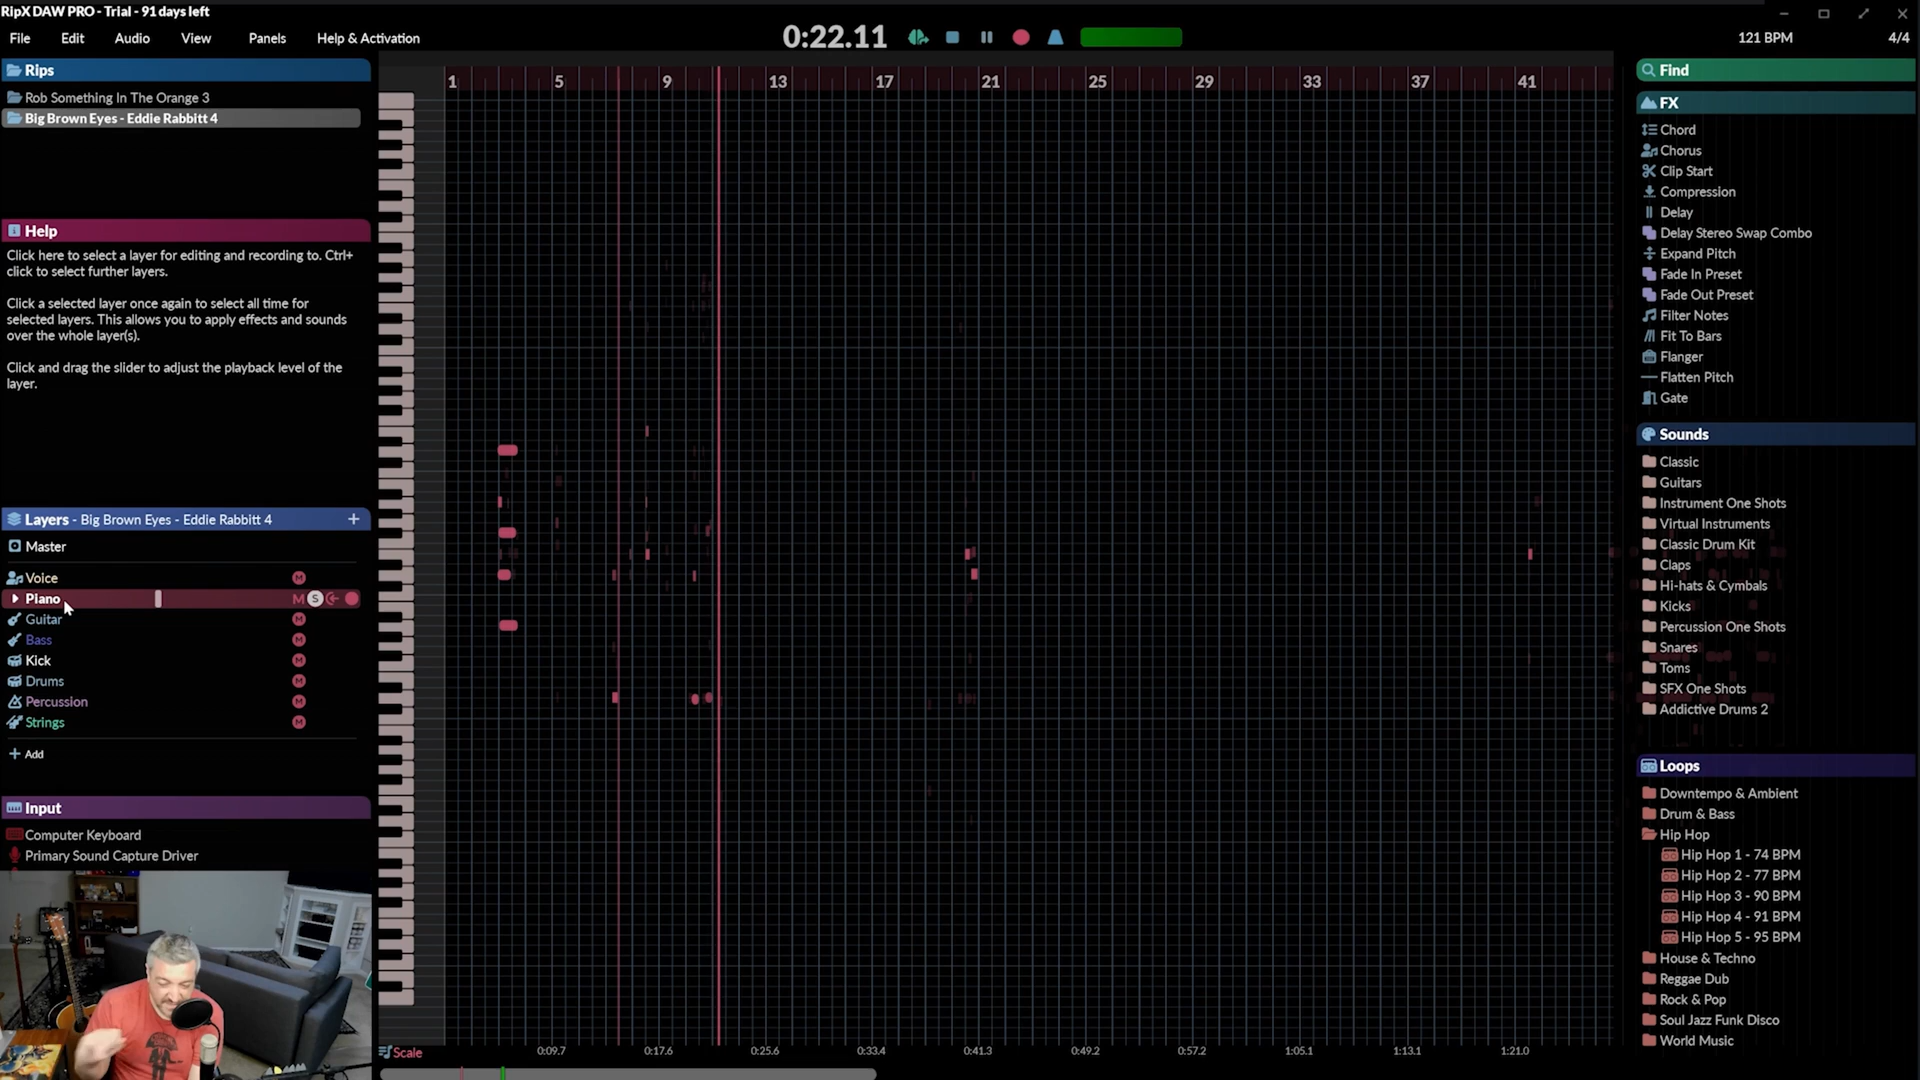 RipX DAW PRO - Trial - 91 days left
File Edit Audio View Panels Help & Activation
0:22.11
121 BPM 4/4
Rips
Rob Something In The Orange 3
Big Brown Eyes - Eddie Rabbitt 4
Help
Click here to select a layer for editing and recording to. Ctrl+
click to select further layers.
Click a selected layer once again to select all time for
selected layers. This allows you to apply effects and sounds
over the whole layer(s).
Click and drag the slider to adjust the playback level of the
layer.
Layers - Big Brown Eyes - Eddie Rabbitt 4 +
Master
Voice M
Piano M S
Guitar M
Bass M
Kick M
Drums M
Percussion M
Strings M
+ Add
Input
Computer Keyboard
Primary Sound Capture Driver
1 5 9 13 17 21 25 29 33 37 41
Scale 0:09.7 0:17.6 0:25.6 0:33.4 0:41.3 0:49.2 0:57.2 1:05.1 1:13.1 1:21.0
Find
FX
Chord
Chorus
Clip Start
Compression
Delay
Delay Stereo Swap Combo
Expand Pitch
Fade In Preset
Fade Out Preset
Filter Notes
Fit To Bars
Flanger
Flatten Pitch
Gate
Sounds
Classic
Guitars
Instrument One Shots
Virtual Instruments
Classic Drum Kit
Claps
Hi-hats & Cymbals
Kicks
Percussion One Shots
Snares
Toms
SFX One Shots
Addictive Drums 2
Loops
Downtempo & Ambient
Drum & Bass
Hip Hop
Hip Hop 1 - 74 BPM
Hip Hop 2 - 77 BPM
Hip Hop 3 - 90 BPM
Hip Hop 4 - 91 BPM
Hip Hop 5 - 95 BPM
House & Techno
Reggae Dub
Rock & Pop
Soul Jazz Funk Disco
World Music